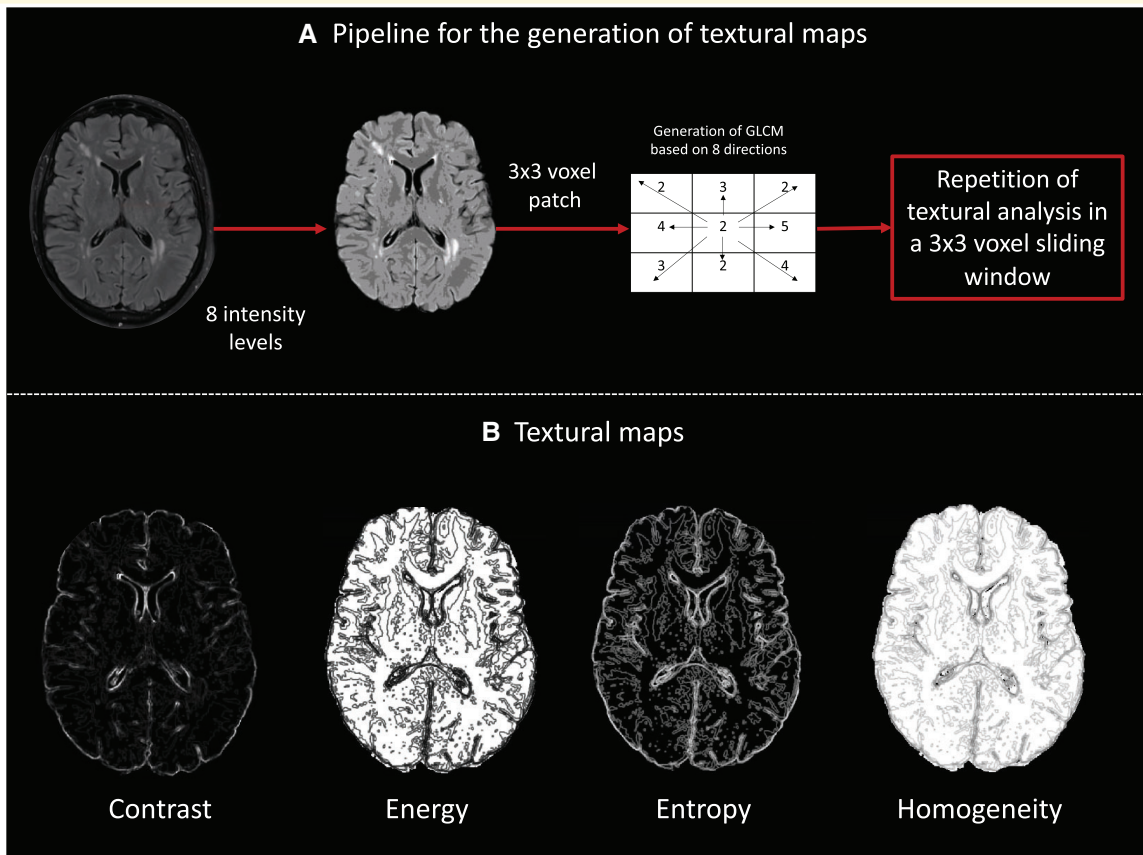 A Pipeline for the generation of textural maps
8 intensity
levels
3x3 voxel
patch
Generation of GLCM
based on 8 directions
2 3 2
4 2 5
3 2 4
Repetition of
textural analysis in
a 3x3 voxel sliding
window
B Textural maps
Contrast
Energy
Entropy
Homogeneity